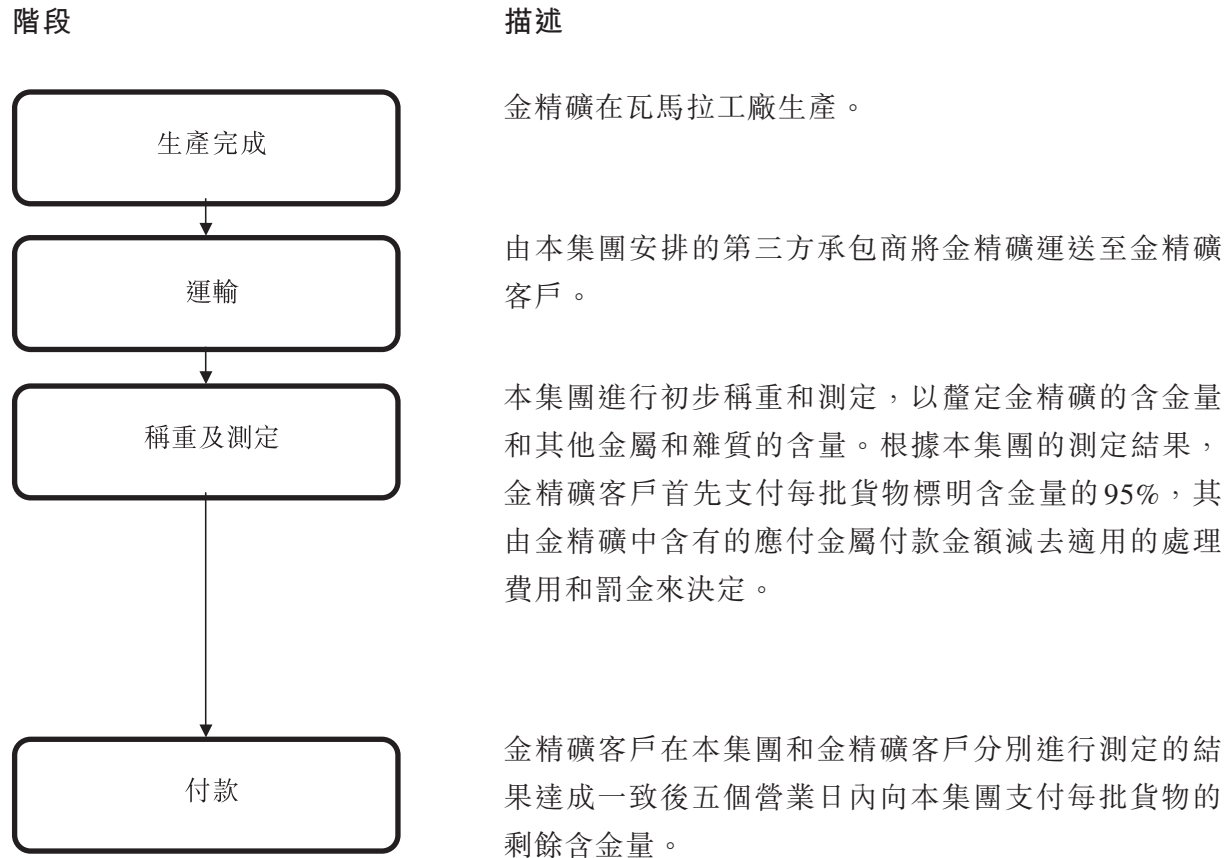 階段
描述
生產完成
金精礦在瓦馬拉工廠生產。
運輸
由本集團安排的第三方承包商將金精礦運送至金精礦
客戶。
稱重及測定
本集團進行初步稱重和測定，以釐定金精礦的含金量
和其他金屬和雜質的含量。根據本集團的測定結果，
金精礦客戶首先支付每批貨物標明含金量的95%，其
由金精礦中含有的應付金屬付款金額減去適用的處理
費用和罰金來決定。
付款
金精礦客戶在本集團和金精礦客戶分別進行測定的結
果達成一致後五個營業日內向本集團支付每批貨物的
剩餘含金量。